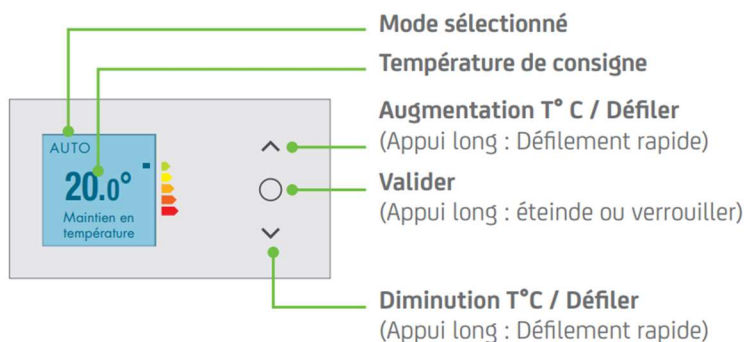 Mode sélectionné
Température de consigne
Augmentation T° C / Défiler
(Appui long : Défilement rapide)
Valider
(Appui long : éteinde ou verrouiller)
Diminution T°C / Défiler
(Appui long : Défilement rapide)
AUTO
20.0°
Maintien en
température